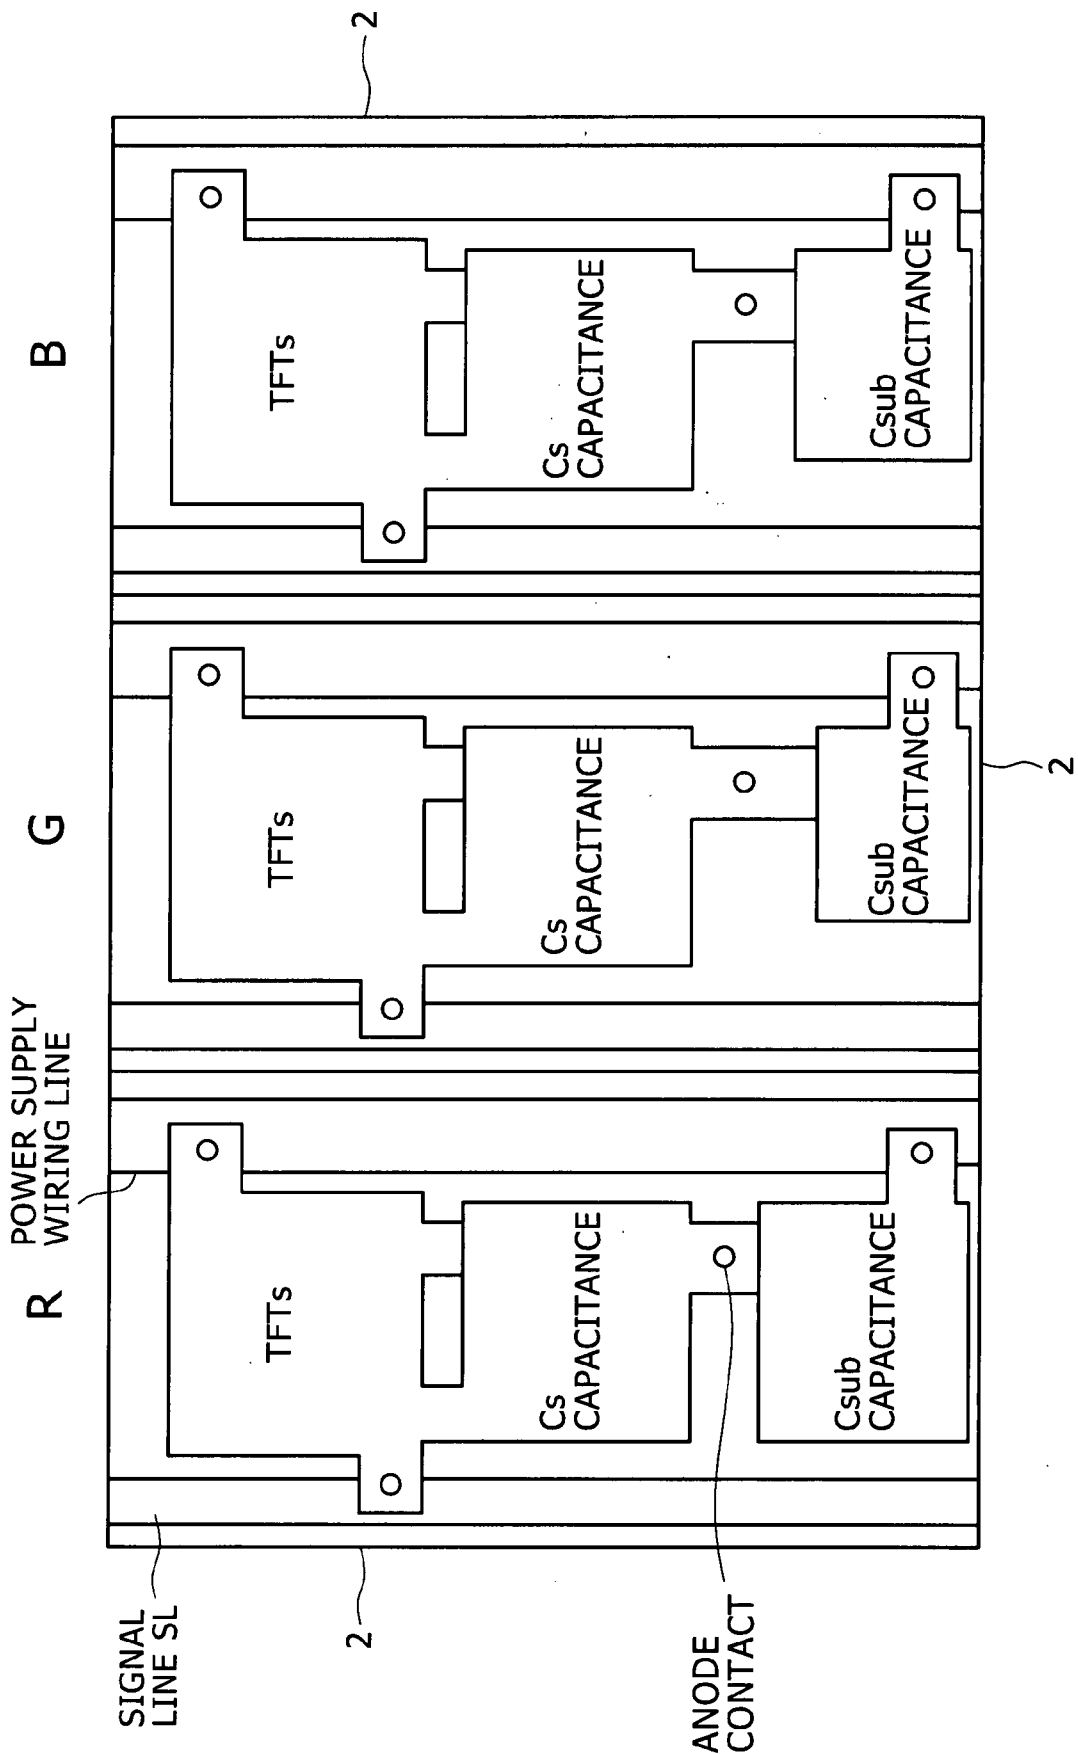 R
G
B
POWER SUPPLY
WIRING LINE
TFTs
TFTs
TFTs
Cs
CAPACITANCE
Cs
CAPACITANCE
Cs
CAPACITANCE
Csub
CAPACITANCE
Csub
CAPACITANCE
Csub
CAPACITANCE
SIGNAL
LINE SL
2
2
2
ANODE
CONTACT